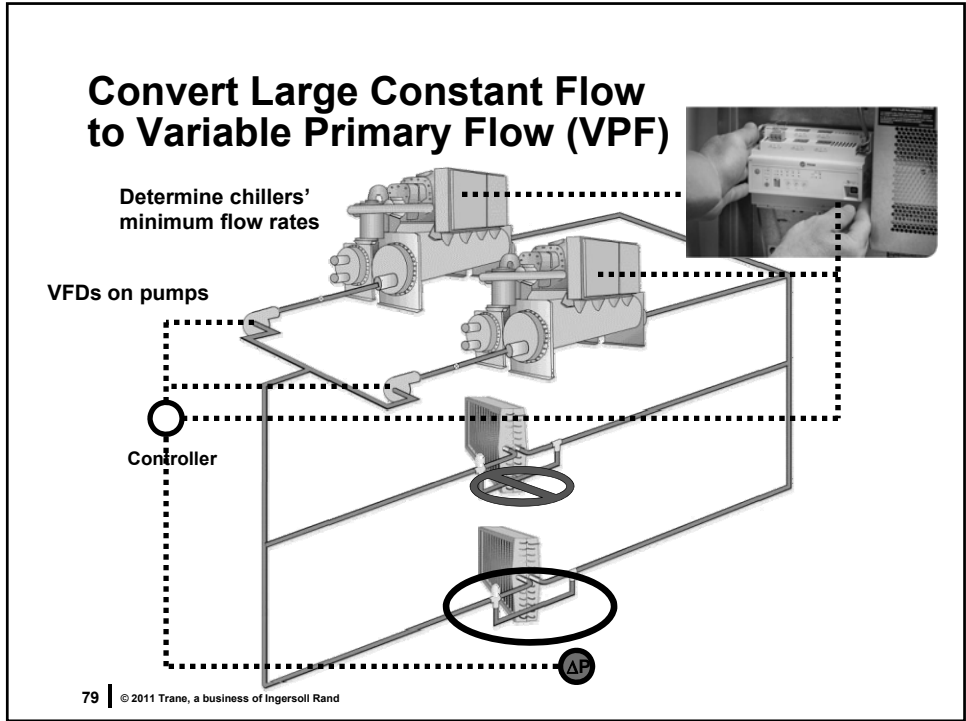 Convert Large Constant Flow
to Variable Primary Flow (VPF)
Determine chillers'
minimum flow rates
VFDs on pumps
Controller
ΔP
79 © 2011 Trane, a business of Ingersoll Rand